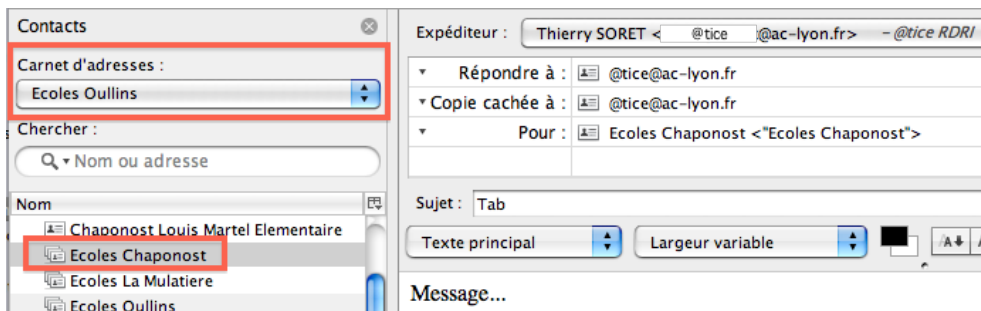 Contacts
Carnet d'adresses :
Ecoles Oullins
Chercher :
Nom ou adresse
Nom
Chaponost Louis Martel Elementaire
Ecoles Chaponost
Ecoles La Mulatiere
Ecoles Oullins
Expéditeur : Thierry SORET < @tice @ac-lyon.fr> – @tice RDRI
Répondre à : @tice@ac-lyon.fr
Copie cachée à : @tice@ac-lyon.fr
Pour : Ecoles Chaponost <"Ecoles Chaponost">
Sujet : Tab
Texte principal Largeur variable A
Message...